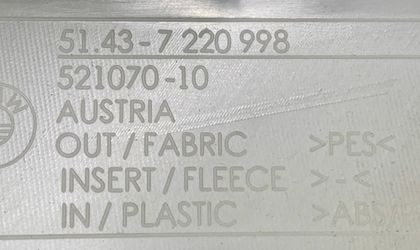 51.43-7 220 998
521070-10
AUSTRIA
OUT / FABRIC >PES<
INSERT / FLEECE >-<
IN / PLASTIC >ABS<